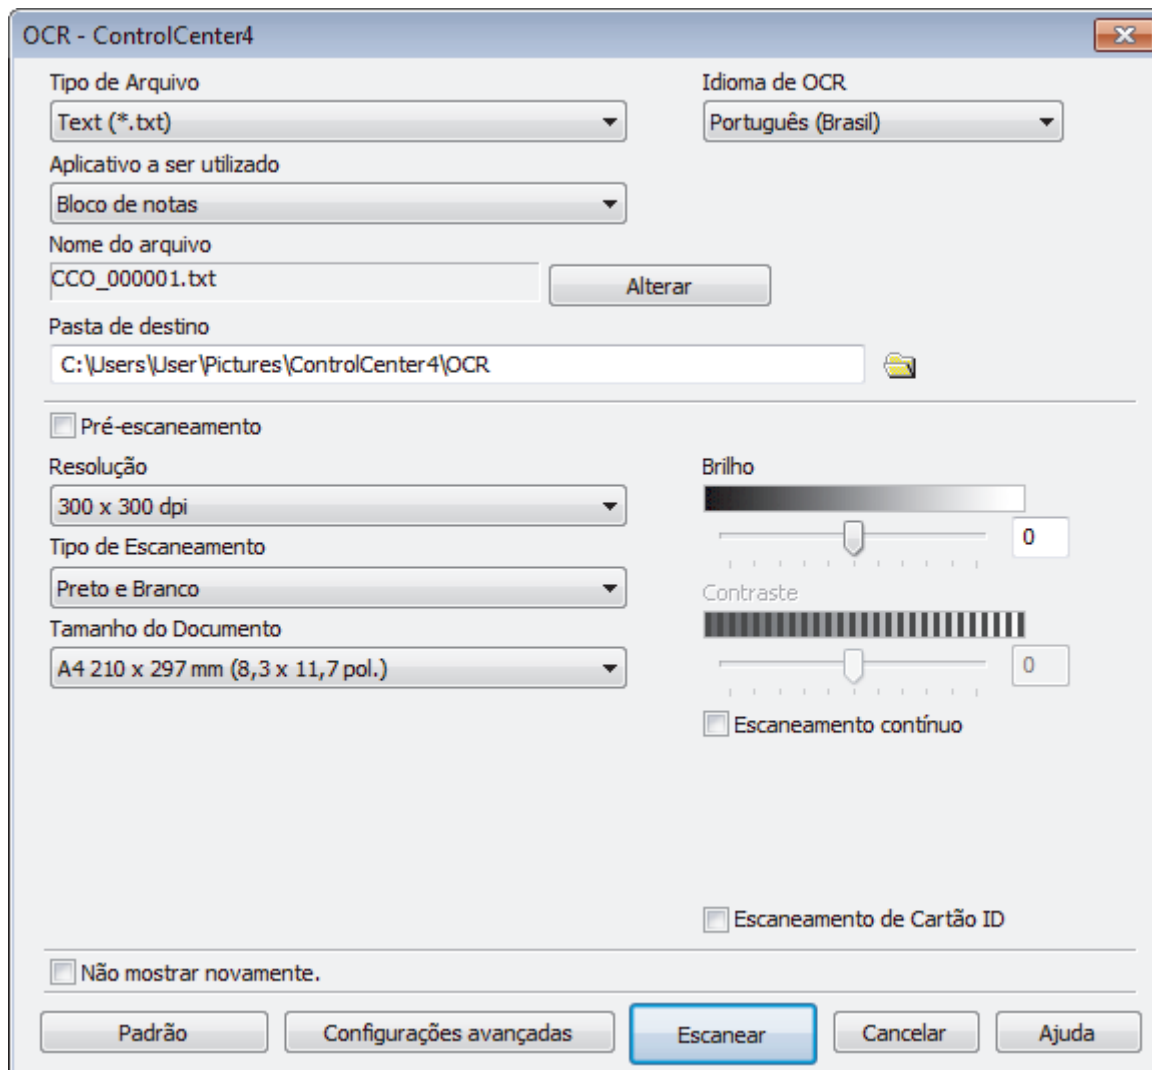 OCR - ControlCenter4
Tipo de Arquivo
Text (*.txt)
Idioma de OCR
Português (Brasil)
Aplicativo a ser utilizado
Bloco de notas
Nome do arquivo
CCO_000001.txt
Alterar
Pasta de destino
C:\Users\User\Pictures\ControlCenter4\OCR
Pré-escaneamento
Resolução
300 x 300 dpi
Tipo de Escaneamento
Preto e Branco
Tamanho do Documento
A4 210 x 297 mm (8,3 x 11,7 pol.)
Brilho
0
Contraste
0
Escaneamento contínuo
Escaneamento de Cartão ID
Não mostrar novamente.
Padrão
Configurações avançadas
Escanear
Cancelar
Ajuda